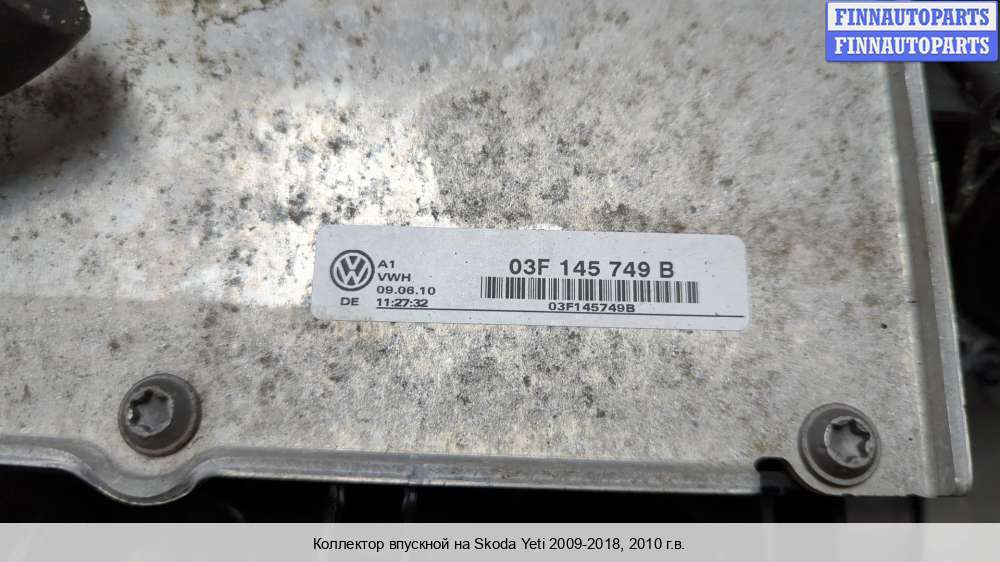 FINNAUTOPARTS
FINNAUTOPARTS
A1
VWH
09.06.10
DE 11:27:32
03F 145 749 B
03F145749B
Коллектор впускной на Skoda Yeti 2009-2018, 2010 г.в.